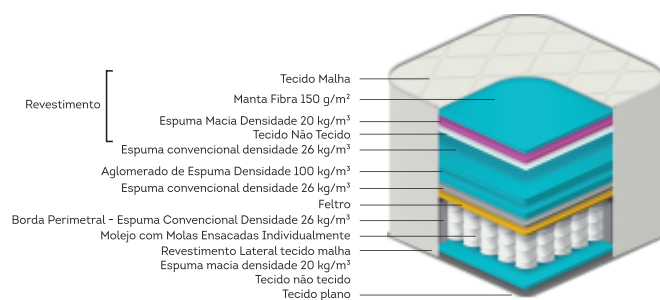 Tecido Malha
Manta Fibra 150 g/m²
Revestimento
Espuma Macia Densidade 20 kg/m³
Tecido Não Tecido
Espuma convencional densidade 26 kg/m³
Aglomerado de Espuma Densidade 100 kg/m³
Espuma convencional densidade 26 kg/m³
Feltro
Borda Perimetral - Espuma Convencional Densidade 26 kg/m³
Molejo com Molas Ensacadas Individualmente
Revestimento Lateral tecido malha
Espuma macia densidade 20 kg/m³
Tecido não tecido
Tecido plano